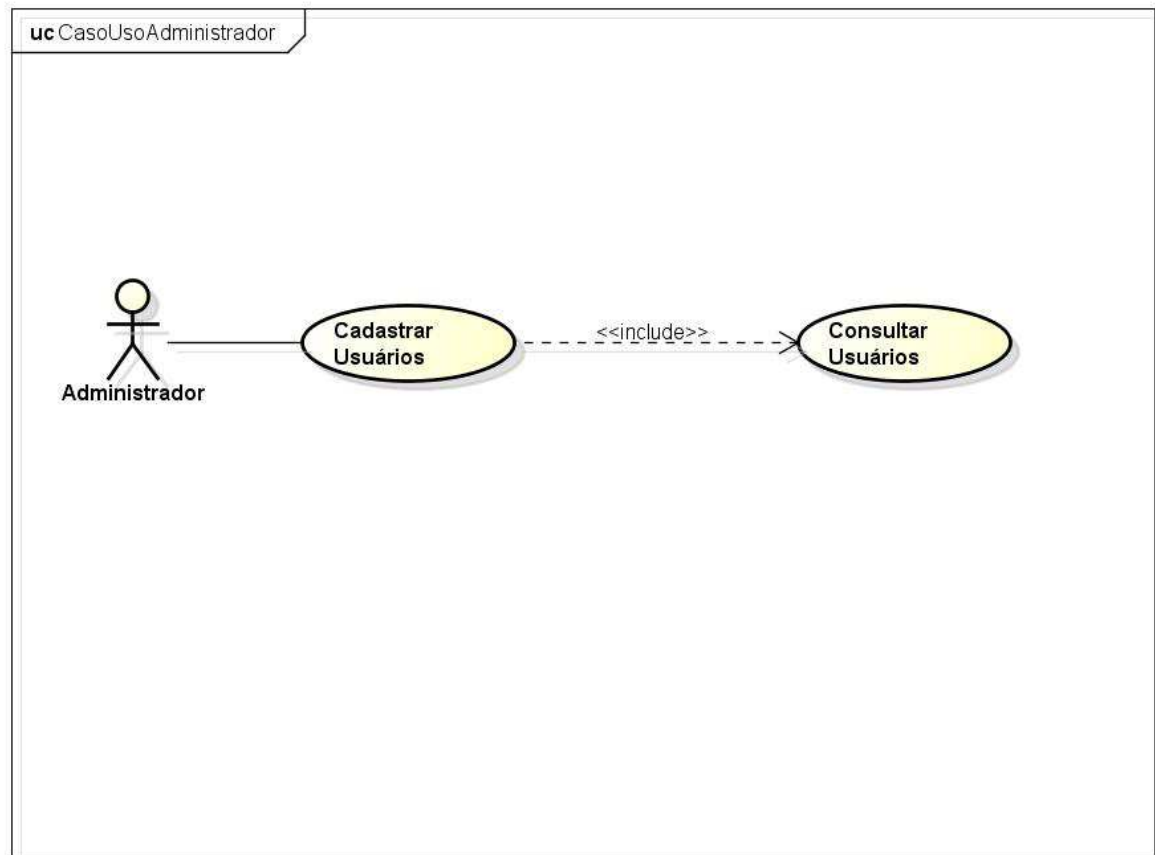 uc CasoUsoAdministrador
Cadastrar
Usuários
<<include>>
Consultar
Usuários
Administrador